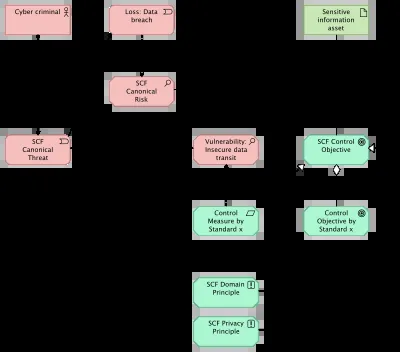 Cyber criminal
Loss: Data
breach
Sensitive
information
asset
SCF
Canonical
Risk
SCF
Canonical
Threat
Vulnerability:
Insecure data
transit
SCF Control
Objective
Control
Measure by
Standard x
Control
Objective by
Standard x
SCF Domain
Principle
SCF Privacy
Principle